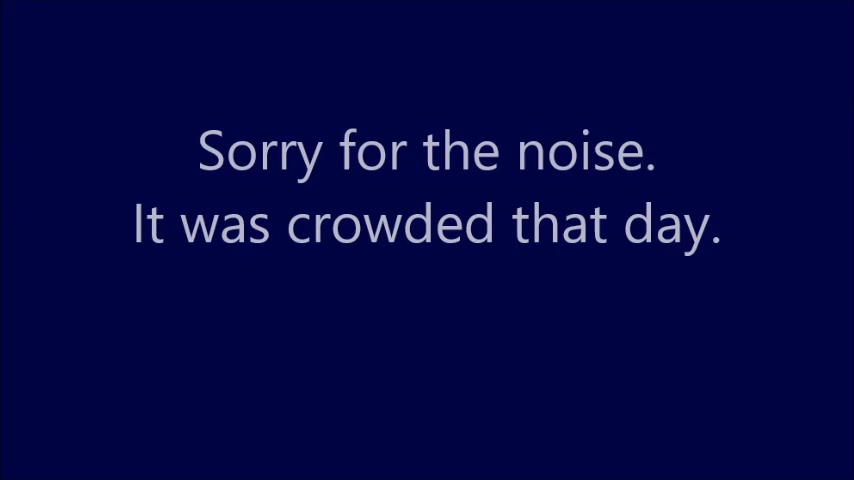 Sorry for the noise.
It was crowded that day.